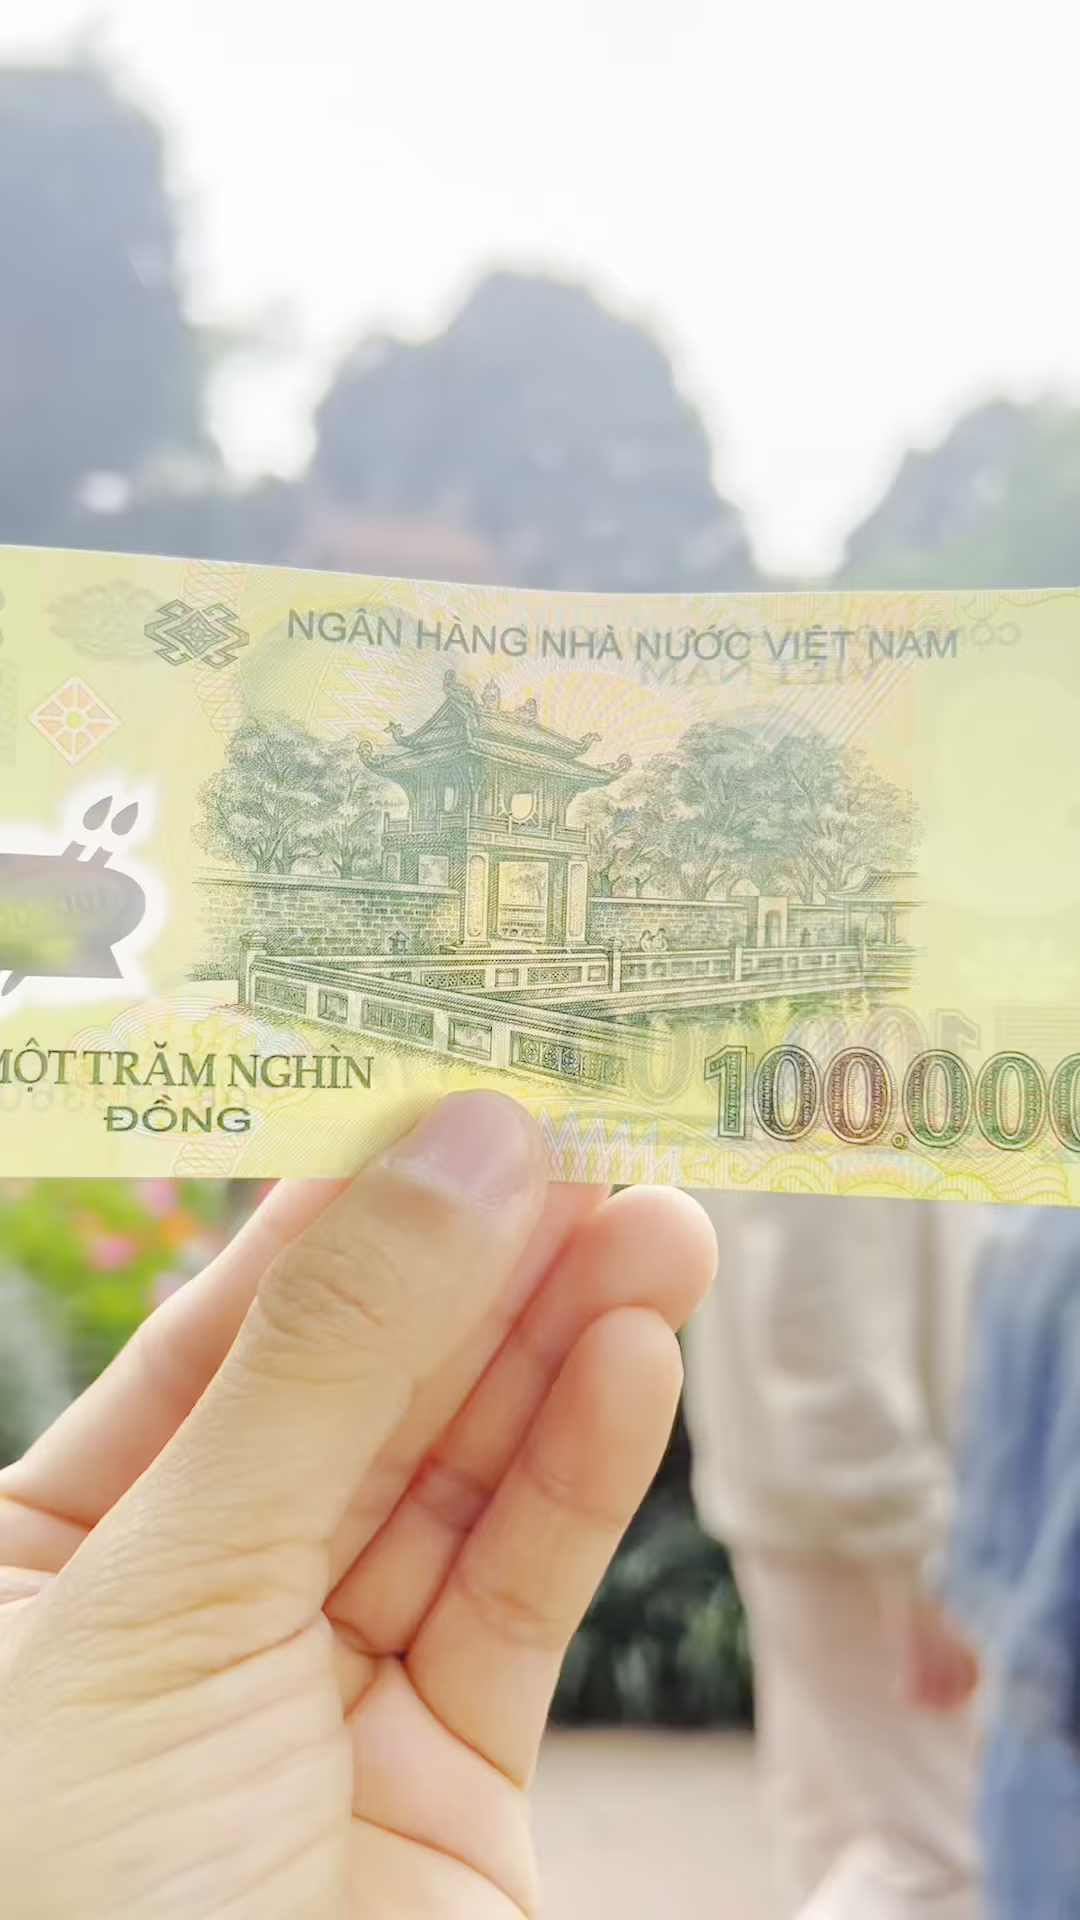 NGÂN HÀNG NHÀ NƯỚC VIỆT NAM
MỘT TRĂM NGHÌN
ĐỒNG
100.000